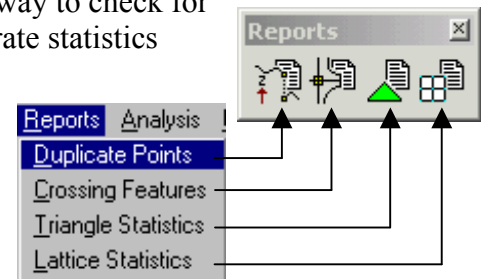 way to check for
rate statistics
Reports
Reports Analysis
Duplicate Points
Crossing Features
Triangle Statistics
Lattice Statistics